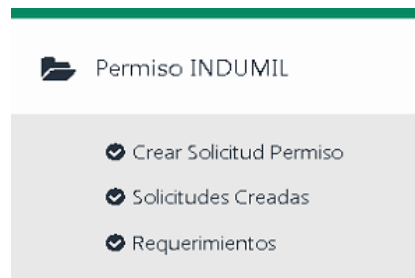 Permiso INDUMIL
Crear Solicitud Permiso
Solicitudes Creadas
Requerimientos